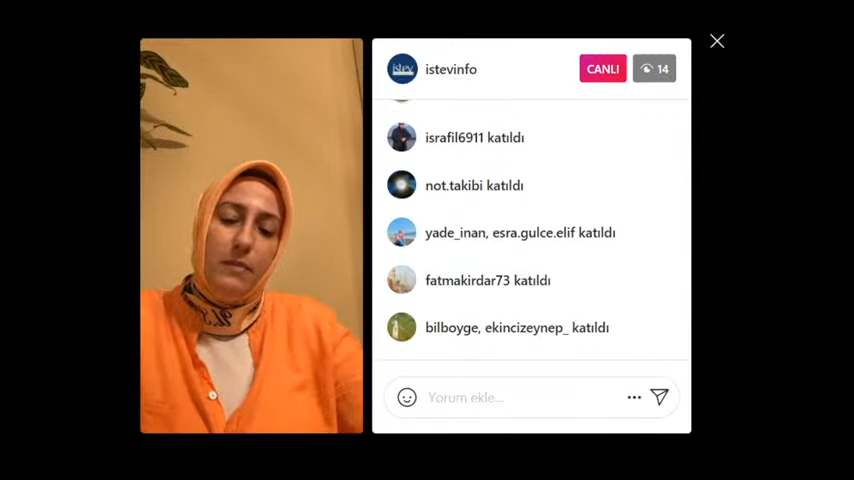 istev
istevinfo
CANLI
14
israfil6911 katıldı
not.takibi katıldı
yade_inan, esra.gulce.elif katıldı
fatmakirdar73 katıldı
bilboyge, ekincizeynep_ katıldı
Yorum ekle...